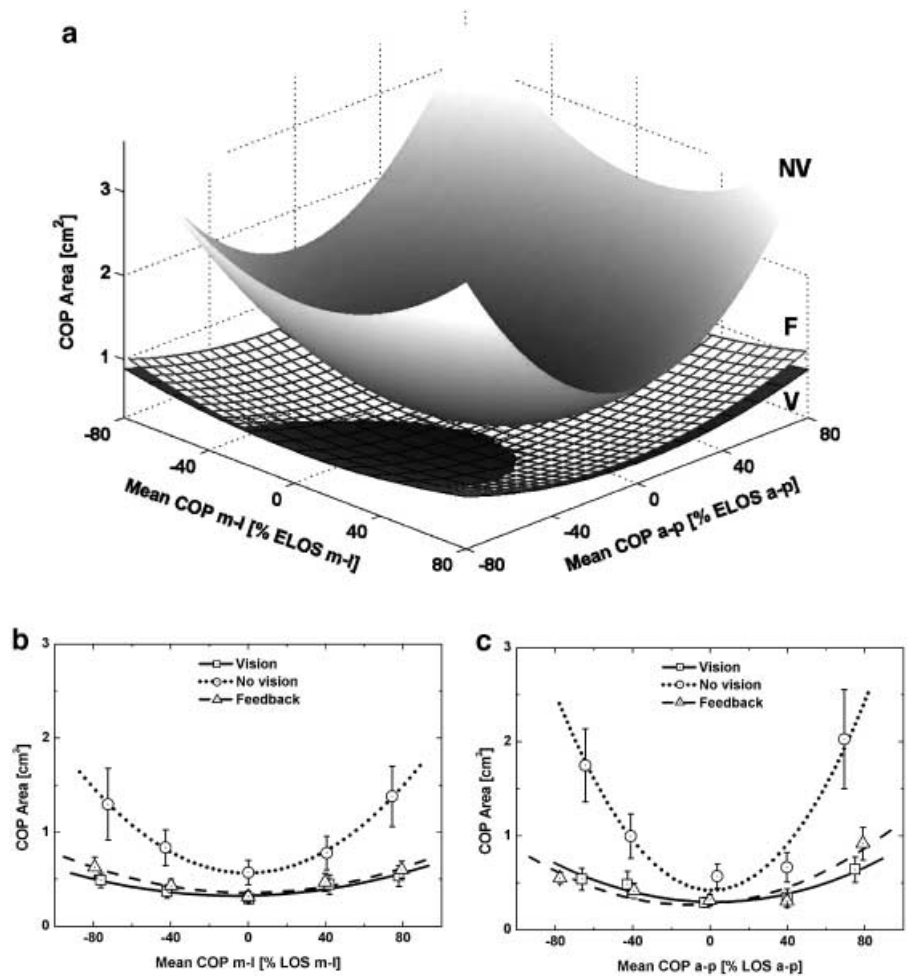 a
NV
F
V
COP Area [cm²]
3
2
1
-80
-40
0
40
80
Mean COP m-l [% ELOS m-l]
-80
-40
0
40
80
Mean COP a-p [% ELOS a-p]
b
Vision
No vision
Feedback
COP Area [cm²]
3
2
1
0
-80 -40 0 40 80
Mean COP m-l [% LOS m-l]
c
Vision
No vision
Feedback
COP Area [cm²]
3
2
1
0
-80 -40 0 40 80
Mean COP a-p [% LOS a-p]